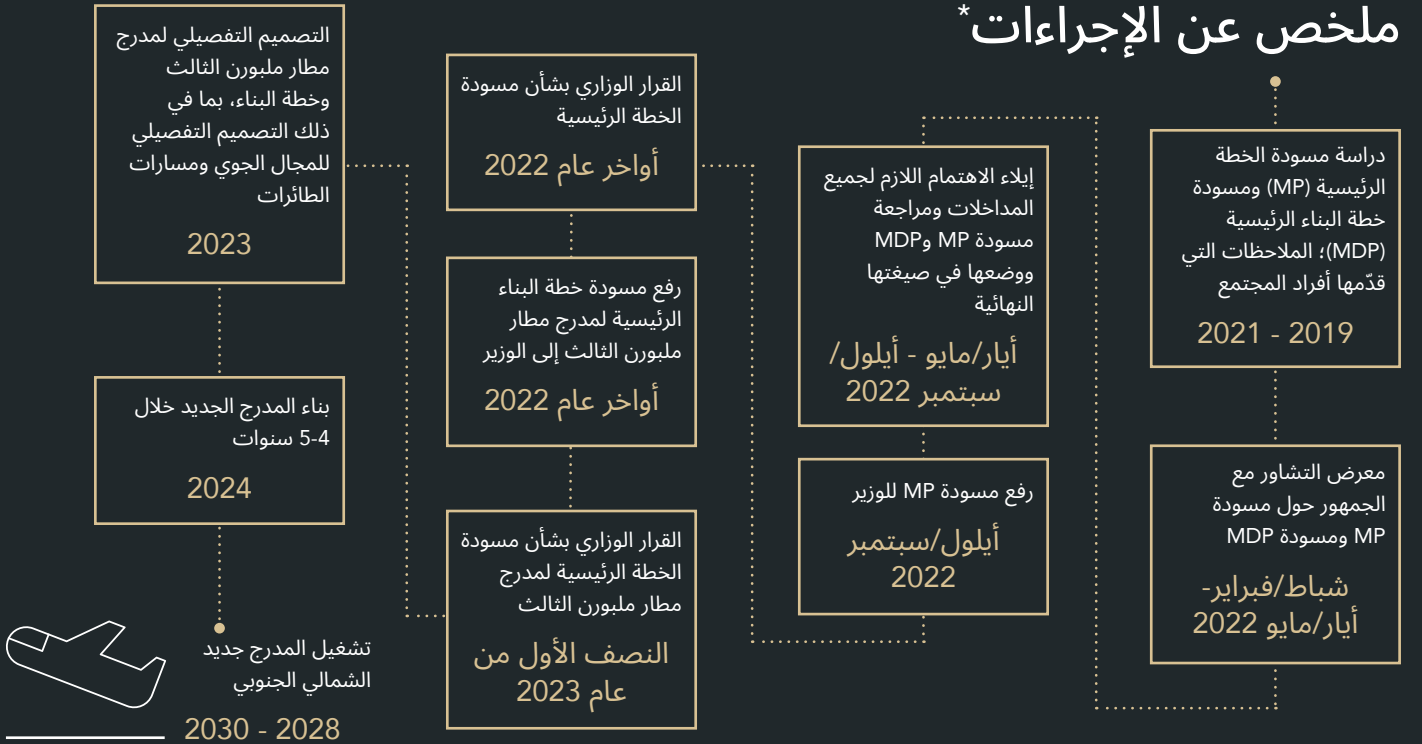 ملخص عن الإجراءات*
دراسة مسودة الخطة
الرئيسية (MP) ومسودة
خطة البناء الرئيسية
(MDP)؛ الملاحظات التي
قدّمها أفراد المجتمع
2019 - 2021
معرض التشاور مع
الجمهور حول مسودة
MP ومسودة MDP
شباط/فبراير-
أيار/مايو 2022
إيلاء الاهتمام اللازم لجميع
المداخلات ومراجعة
مسودة MP وMDP
ووضعها في صيغتها
النهائية
أيار/مايو - أيلول/
سبتمبر 2022
رفع مسودة MP للوزير
أيلول/سبتمبر
2022
القرار الوزاري بشأن مسودة
الخطة الرئيسية
أواخر عام 2022
رفع مسودة خطة البناء
الرئيسية لمدرج مطار
ملبورن الثالث إلى الوزير
أواخر عام 2022
القرار الوزاري بشأن مسودة
الخطة الرئيسية لمدرج
مطار ملبورن الثالث
النصف الأول من
عام 2023
التصميم التفصيلي لمدرج
مطار ملبورن الثالث
وخطة البناء، بما في
ذلك التصميم التفصيلي
للمجال الجوي ومسارات
الطائرات
2023
بناء المدرج الجديد خلال
4-5 سنوات
2024
تشغيل المدرج جديد
الشمالي الجنوبي
2028 - 2030